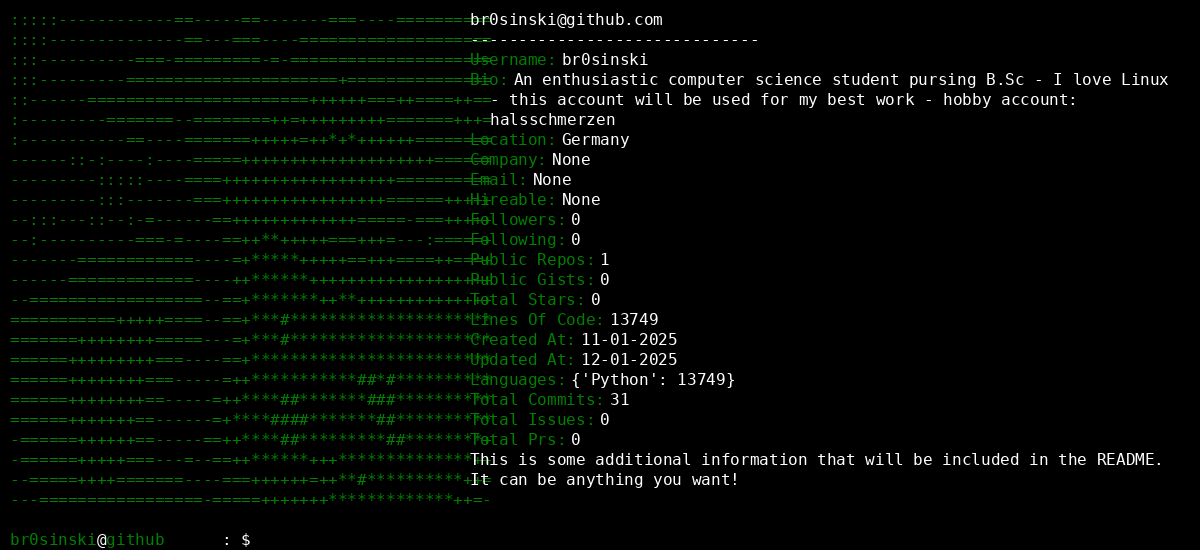 br0sinski@github.com
------------------------------
Username: br0sinski
Bio: An enthusiastic computer science student pursing B.Sc - I love Linux
- this account will be used for my best work - hobby account:
halsschmerzen
Location: Germany
Company: None
Email: None
Hireable: None
Followers: 0
Following: 0
Public Repos: 1
Public Gists: 0
Total Stars: 0
Lines Of Code: 13749
Created At: 11-01-2025
Updated At: 12-01-2025
Languages: {'Python': 13749}
Total Commits: 31
Total Issues: 0
Total Prs: 0
This is some additional information that will be included in the README.
It can be anything you want!
br0sinski@github : $